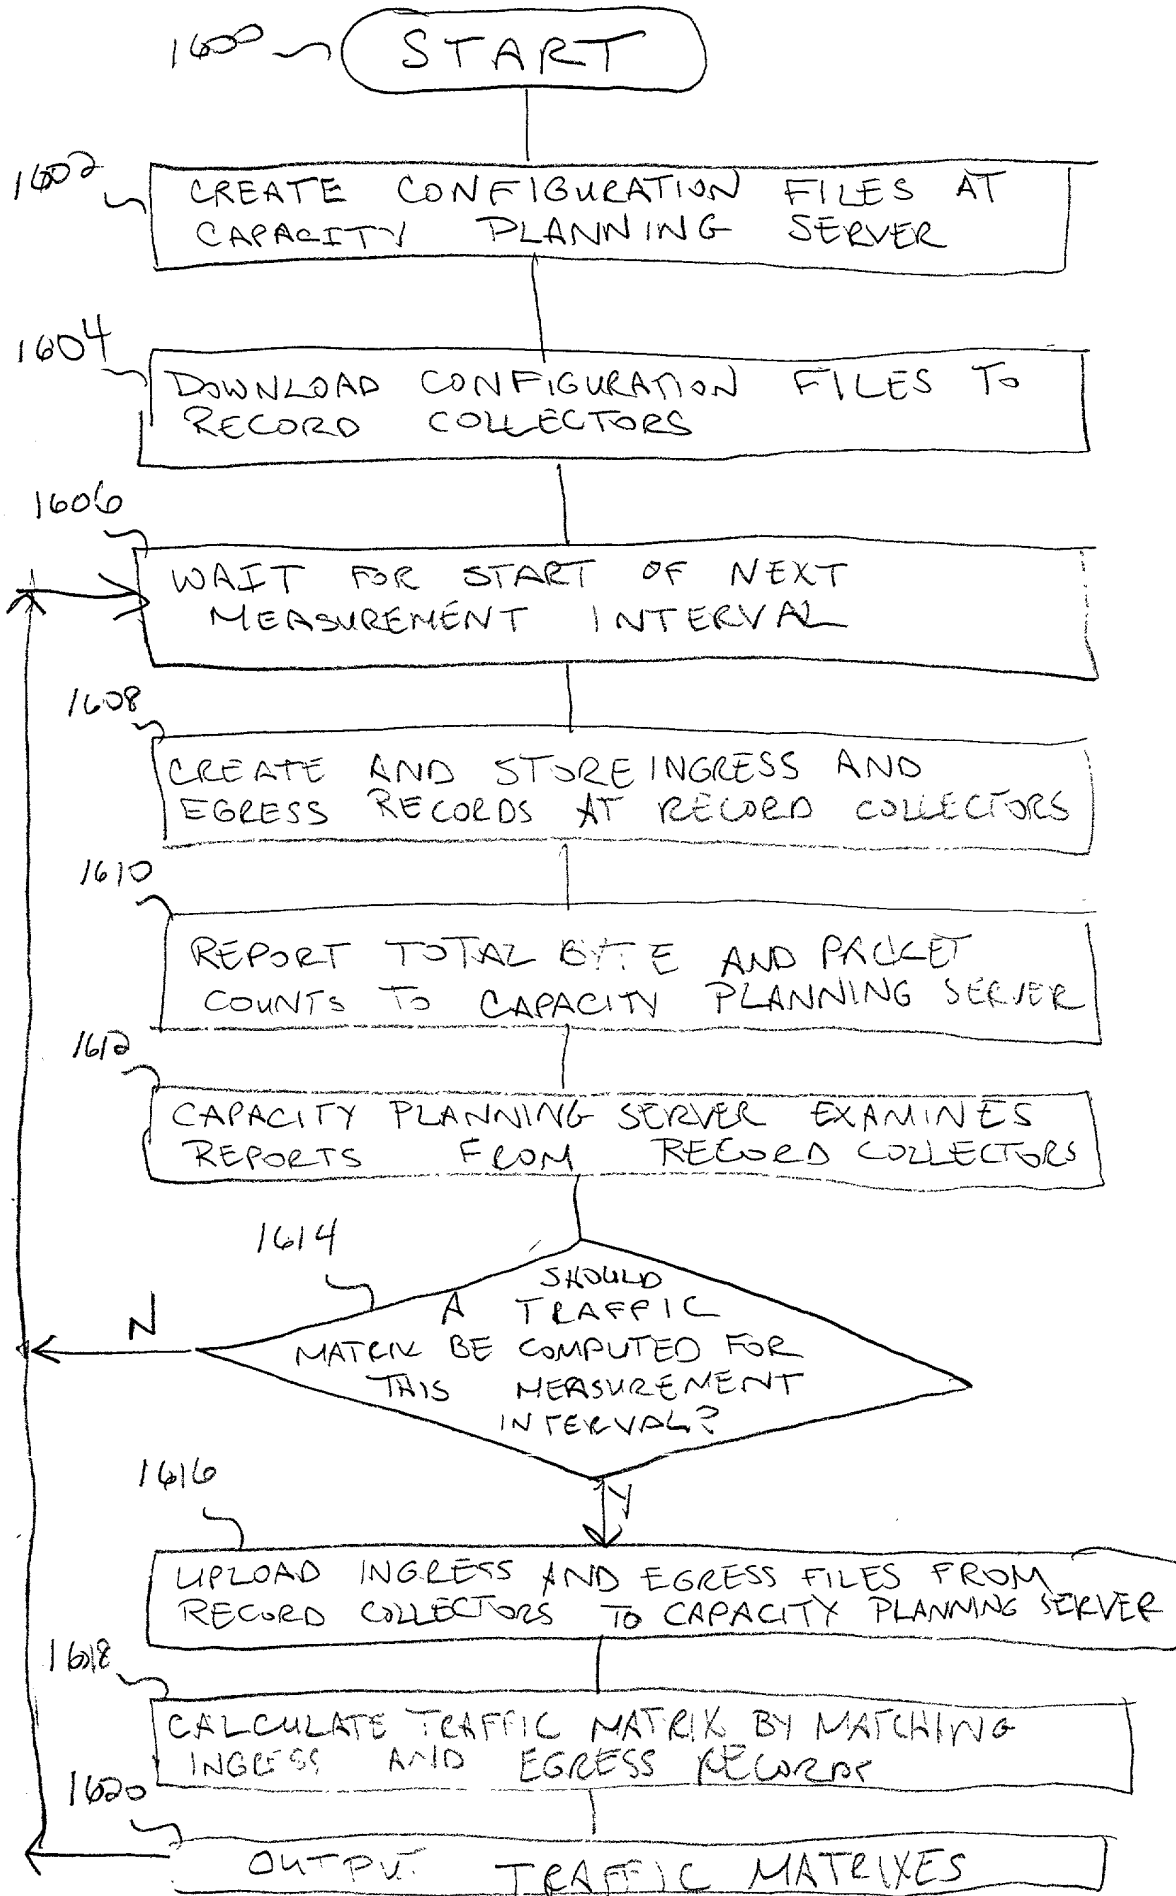 1600
START
1602
CREATE CONFIGURATION FILES AT
CAPACITY PLANNING SERVER
1604
DOWNLOAD CONFIGURATION FILES TO
RECORD COLLECTORS
1606
WAIT FOR START OF NEXT
MEASUREMENT INTERVAL
1608
CREATE AND STORE INGRESS AND
EGRESS RECORDS AT RECORD COLLECTORS
1610
REPORT TOTAL BYTE AND PACKET
COUNTS TO CAPACITY PLANNING SERVER
1612
CAPACITY PLANNING SERVER EXAMINES
REPORTS FROM RECORD COLLECTORS
1614
SHOULD
A TRAFFIC
MATRIX BE COMPUTED FOR
THIS MEASUREMENT
INTERVAL?
N
Y
1616
UPLOAD INGRESS AND EGRESS FILES FROM
RECORD COLLECTORS TO CAPACITY PLANNING SERVER
1618
CALCULATE TRAFFIC MATRIX BY MATCHING
INGRESS AND EGRESS RECORDS
1620
OUTPUT TRAFFIC MATRIXES